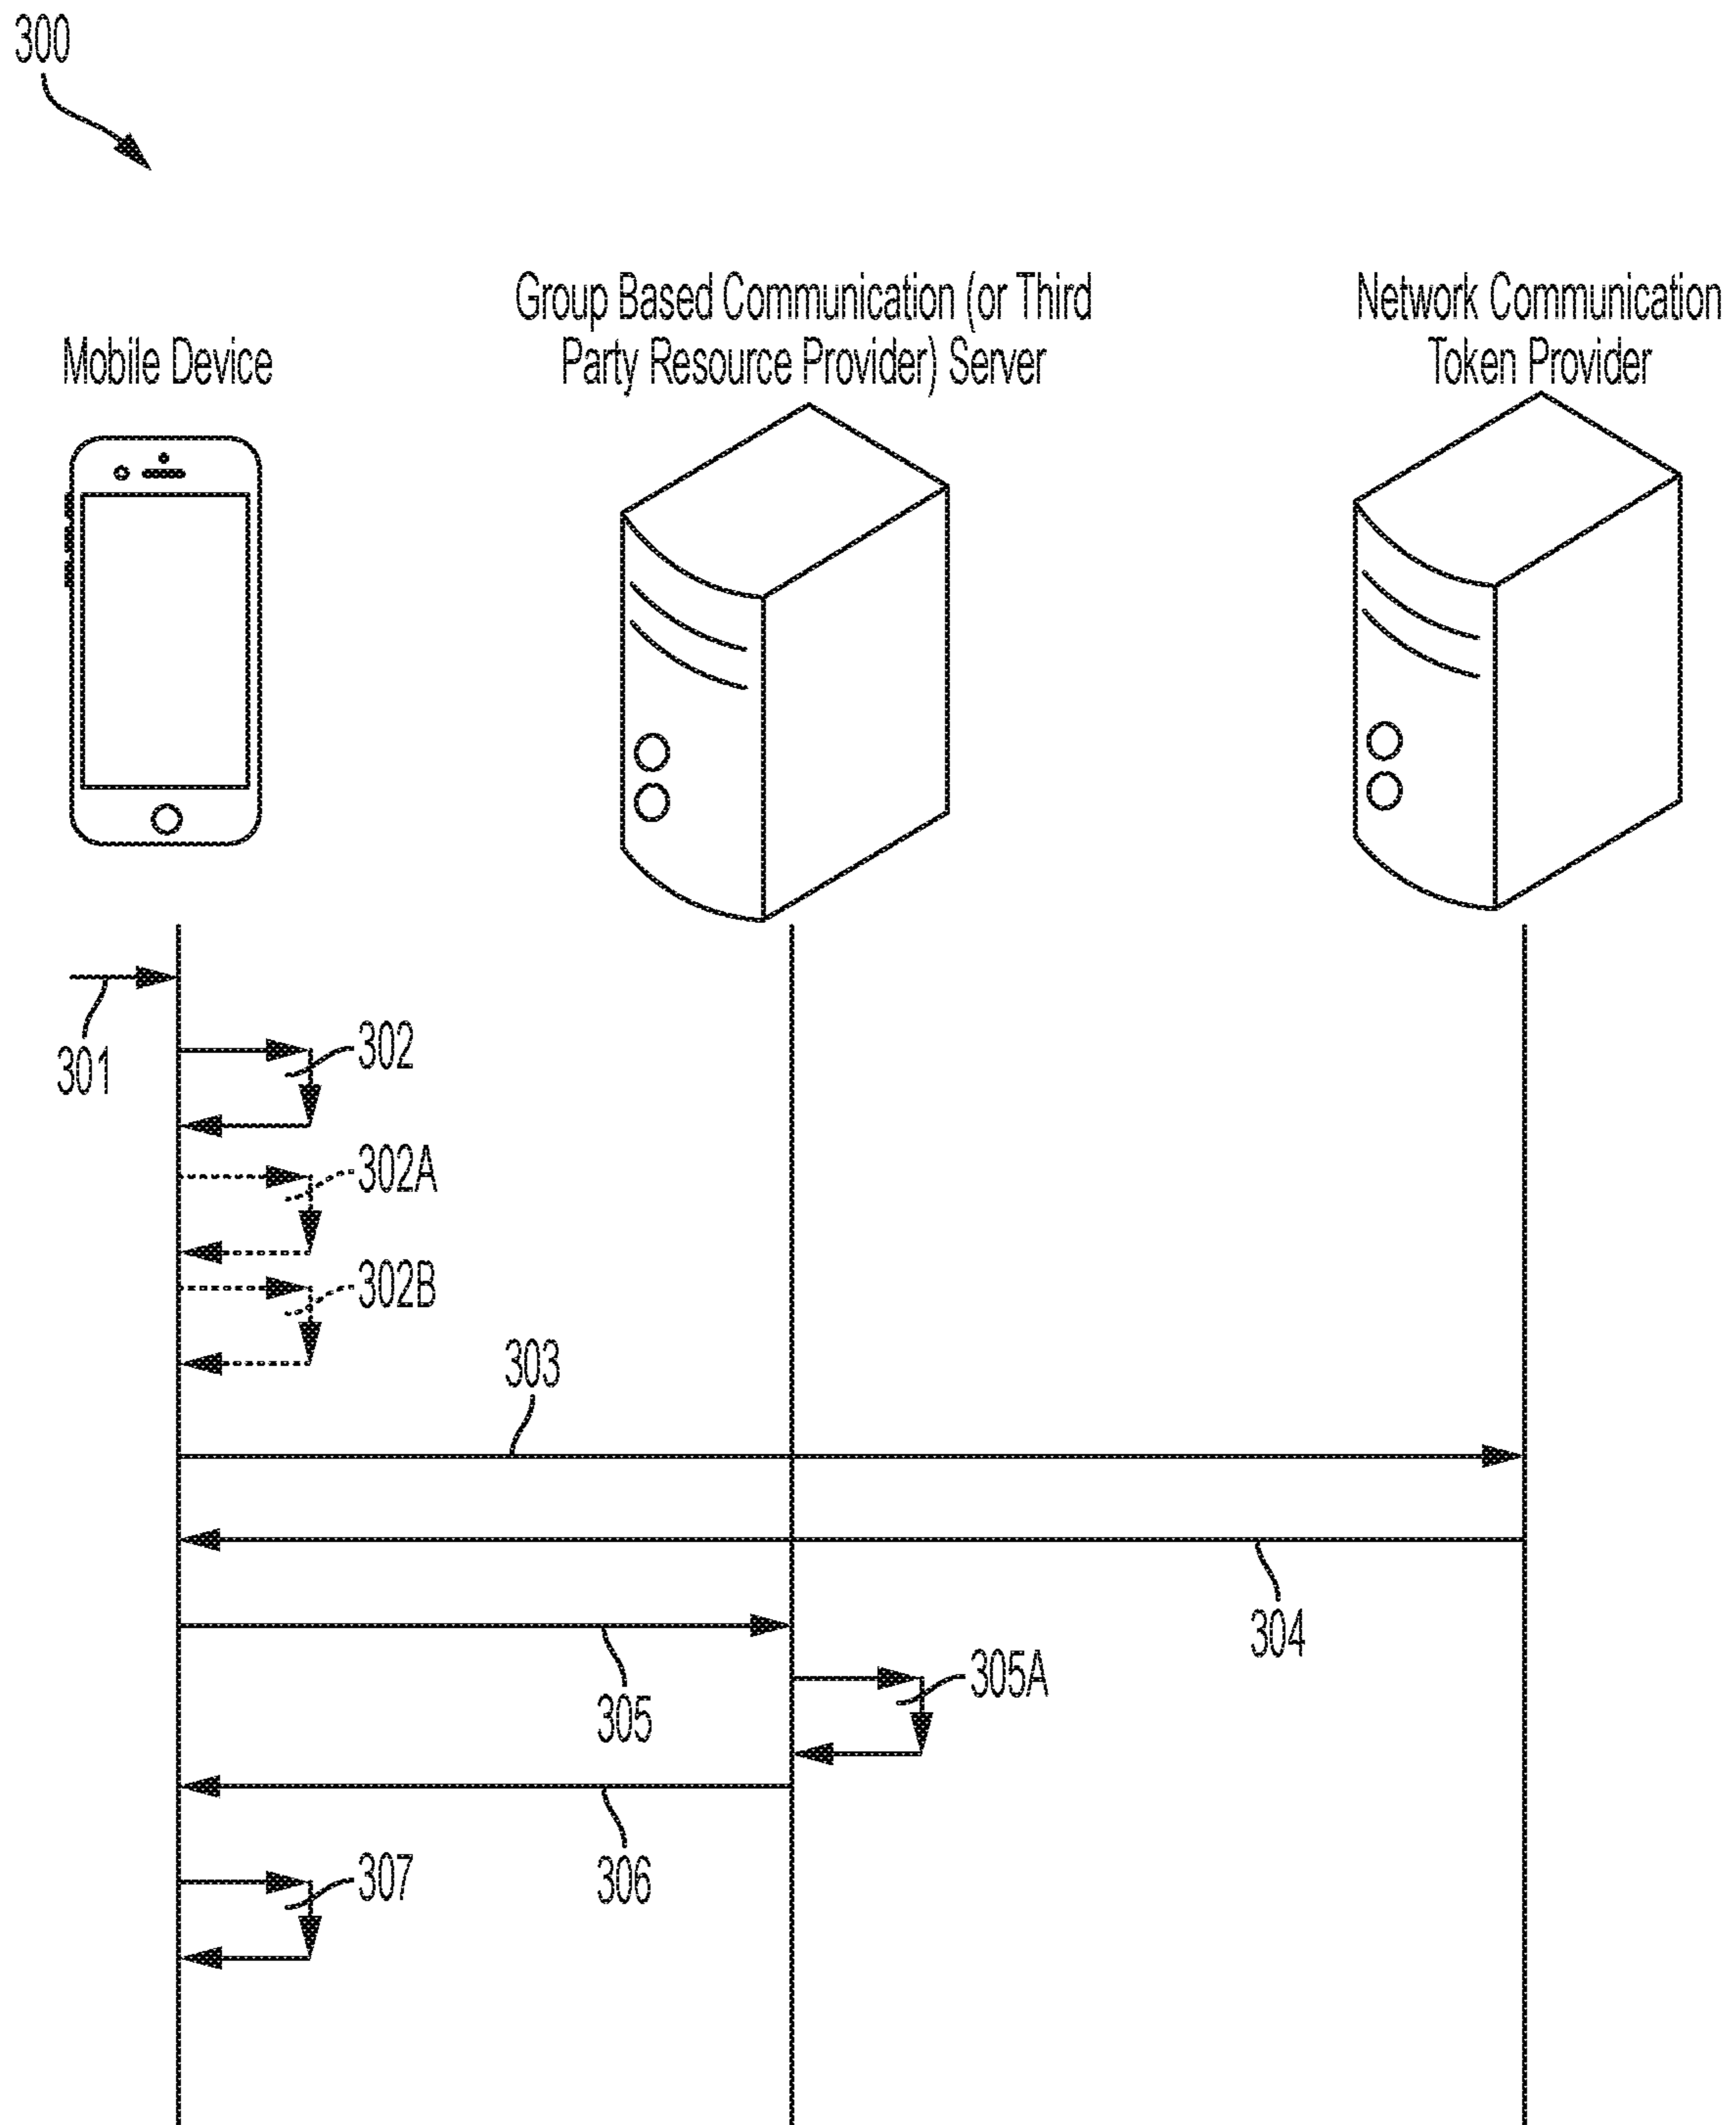 300
Mobile Device
Group Based Communication (or Third
Party Resource Provider) Server
Network Communication
Token Provider
301
302
302A
302B
303
304
305
305A
306
307